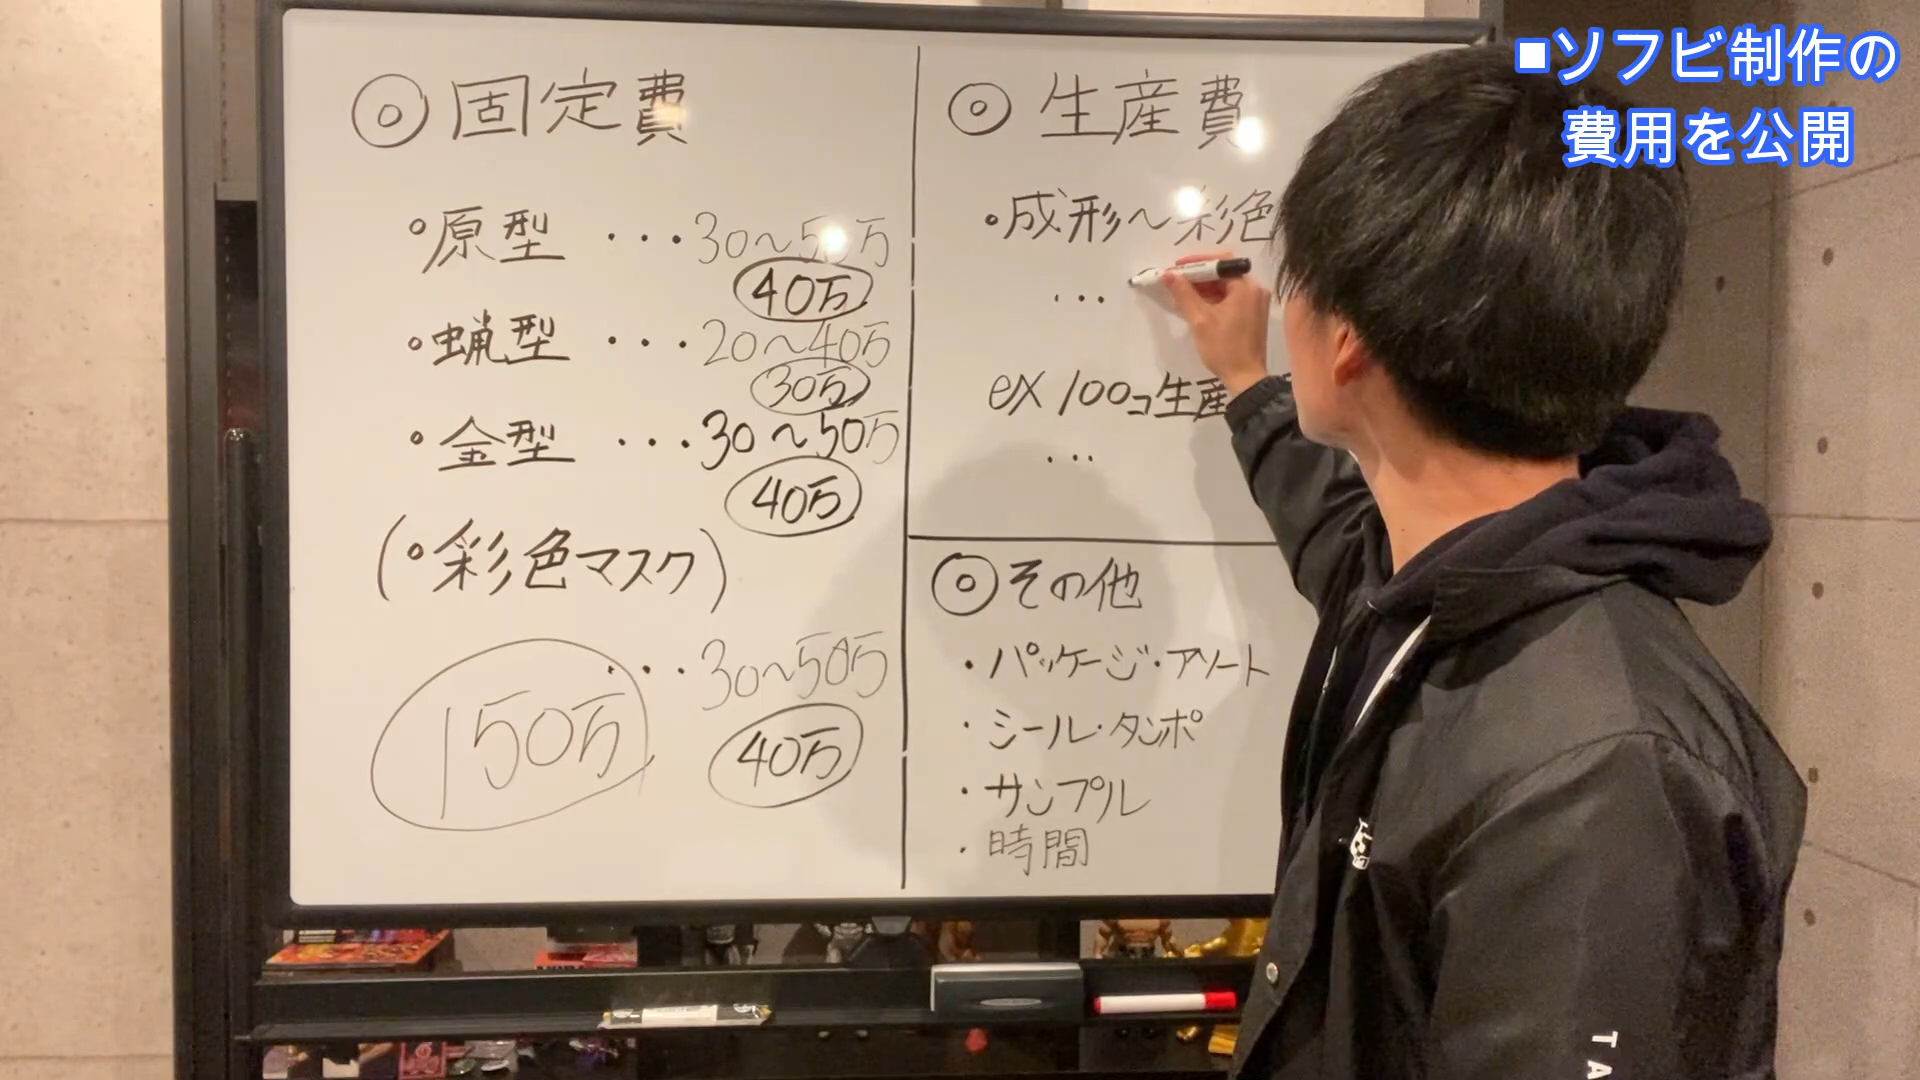 ■ソフビ制作の
費用を公開
◎固定費
・原型 ・・・30〜50万
40万
・蝋型 ・・・20〜40万
30万
・金型 ・・・30〜50万
40万
(・彩色マスク)
・・・30〜50万
40万
150万
◎生産費
・成形〜彩色
・・・
ex 100コ生産
・・・
◎その他
・パッケージ・アソート
・シール・タンポ
・サンプル
・時間
TA